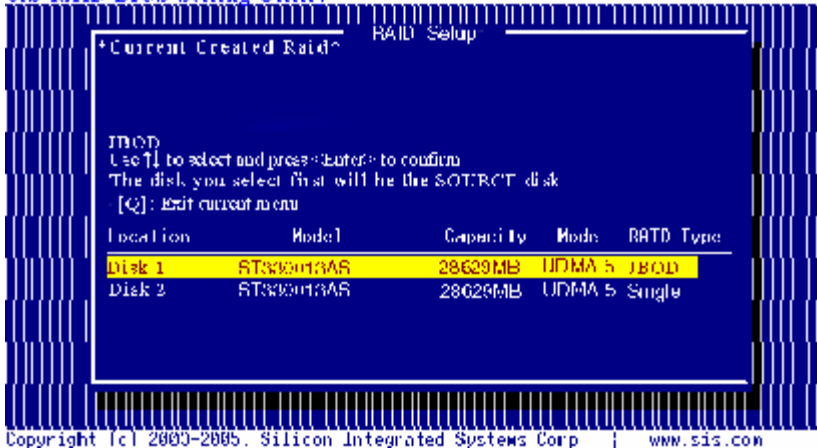 RAID Setup
*Current Created Raid^
JBOD
Use ↑↓ to select and press <Enter> to confirm
The disk you select first will be the SOURCE disk
[Q]: Exit current menu
Location Model Capacity Mode RAID Type
Disk 1 28629MB UDMA 5 JBOD
Disk 2 28629MB UDMA 5 Single
Copyright (c) 2003-2005. Silicon Integrated Systems Corp | www.sis.com